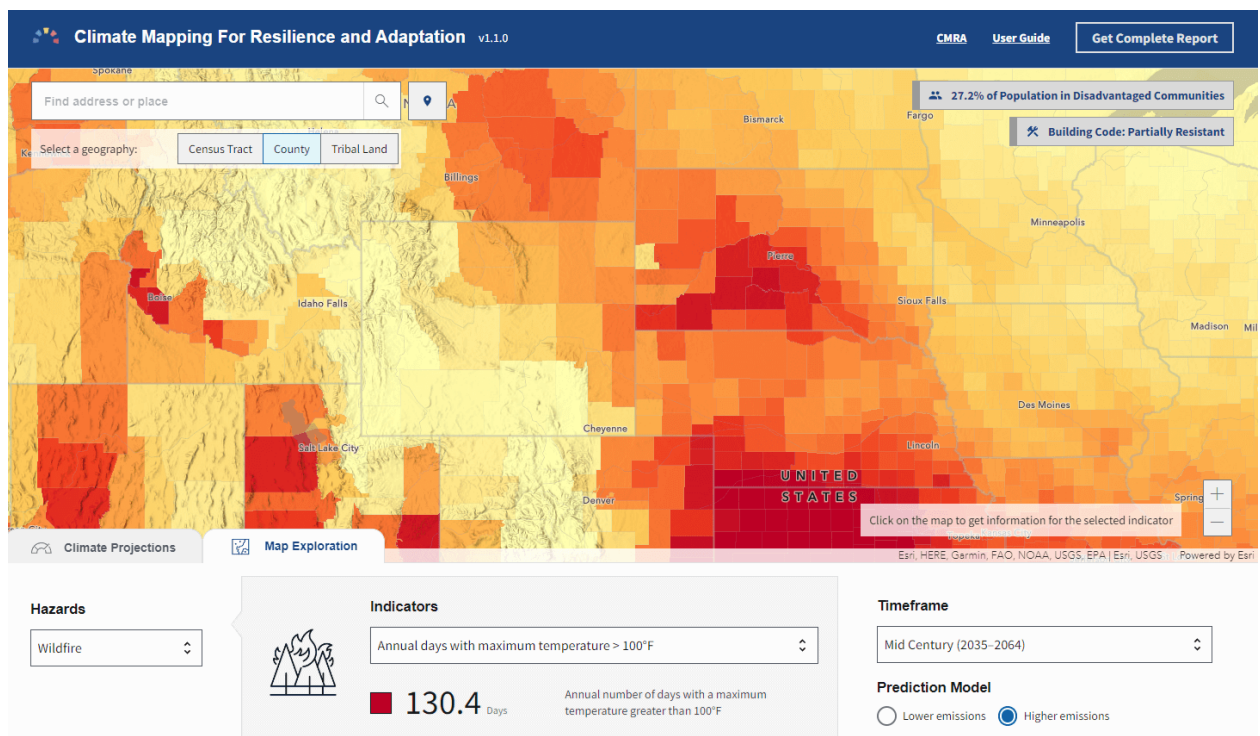 Climate Mapping For Resilience and Adaptation v1.1.0
CMRA
User Guide
Get Complete Report
Spokane
Find address or place
27.2% of Population in Disadvantaged Communities
Building Code: Partially Resistant
Select a geography:
Census Tract
County
Tribal Land
Bismarck
Fargo
Billings
Minneapolis
Pierre
Boise
Idaho Falls
Sioux Falls
Madison
Mil
Des Moines
Cheyenne
Lincoln
Salt Lake City
UNITED
STATES
Denver
Spring
Click on the map to get information for the selected indicator
Esri, HERE, Garmin, FAO, NOAA, USGS, EPA | Esri, USGS
Powered by Esri
Climate Projections
Map Exploration
Hazards
Wildfire
Indicators
Annual days with maximum temperature > 100°F
130.4 Days
Annual number of days with a maximum
temperature greater than 100°F
Timeframe
Mid Century (2035–2064)
Prediction Model
Lower emissions
Higher emissions